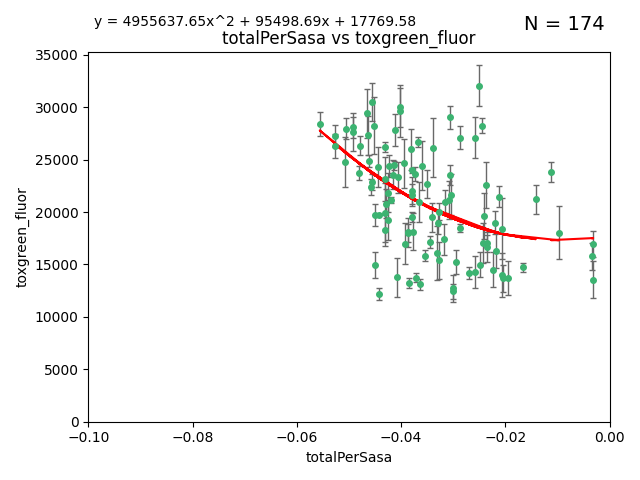 y = 4955637.65x^2 + 95498.69x + 17769.58
N = 174
totalPerSasa vs toxgreen_fluor
35000
30000
25000
20000
15000
10000
5000
0
toxgreen_fluor
−0.10
−0.08
−0.06
−0.04
−0.02
0.00
totalPerSasa